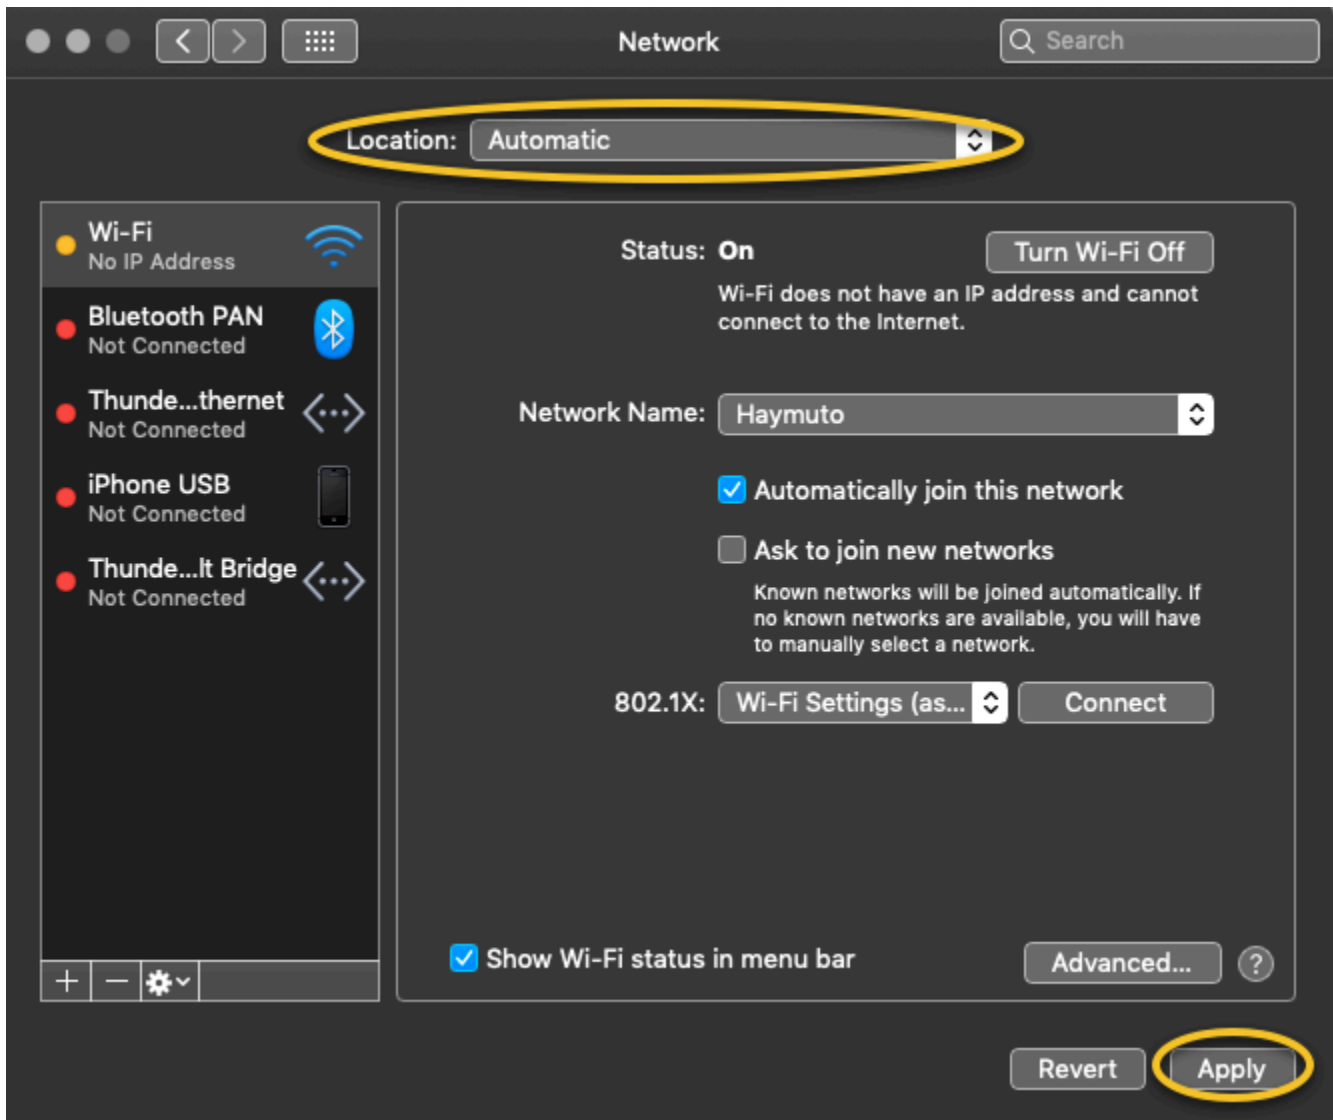 Network
Search
Location: Automatic
Wi-Fi
No IP Address
Bluetooth PAN
Not Connected
Thunde...thernet
Not Connected
iPhone USB
Not Connected
Thunde...lt Bridge
Not Connected
Status: On
Turn Wi-Fi Off
Wi-Fi does not have an IP address and cannot
connect to the Internet.
Network Name: Haymuto
Automatically join this network
Ask to join new networks
Known networks will be joined automatically. If
no known networks are available, you will have
to manually select a network.
802.1X: Wi-Fi Settings (as... Connect
Show Wi-Fi status in menu bar
Advanced... ?
Revert Apply